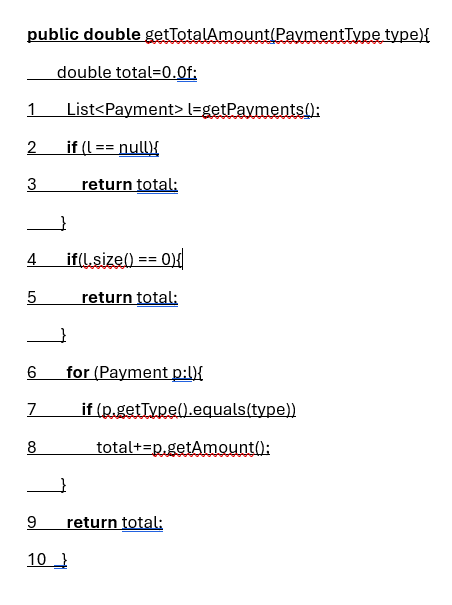 public double getTotalAmount(PaymentType type){
double total=0.0f;
1 List<Payment> l=getPayments();
2 if (l == null){
3 return total;
}
4 if(l.size() == 0){
5 return total;
}
6 for (Payment p:l){
7 if (p.getType().equals(type))
8 total+=p.getAmount();
}
9 return total;
10 }